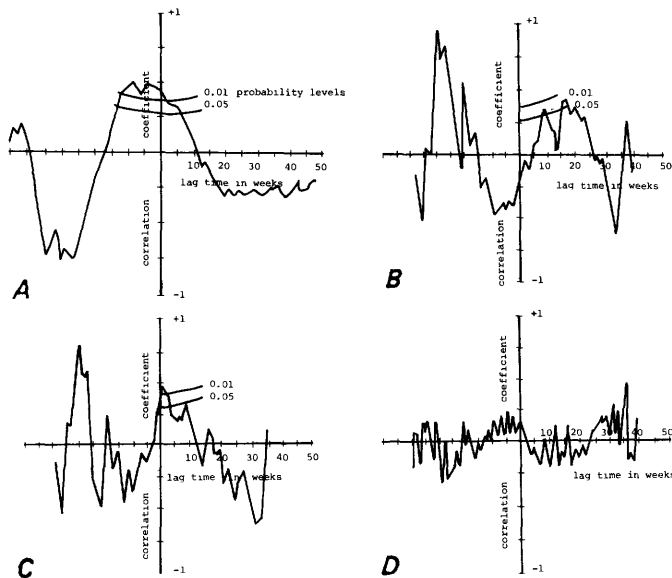 +1
coefficient
0.01 probability levels
0.05
10 20 30 40 50
lag time in weeks
correlation
-1
A
+1
coefficient
0.01
0.05
10 20 30 40 50
lag time in weeks
correlation
-1
B
+1
coefficient
0.01
0.05
10 20 30 40 50
lag time in weeks
correlation
-1
C
+1
coefficient
10 20 30 40 50
lag time in weeks
correlation
-1
D